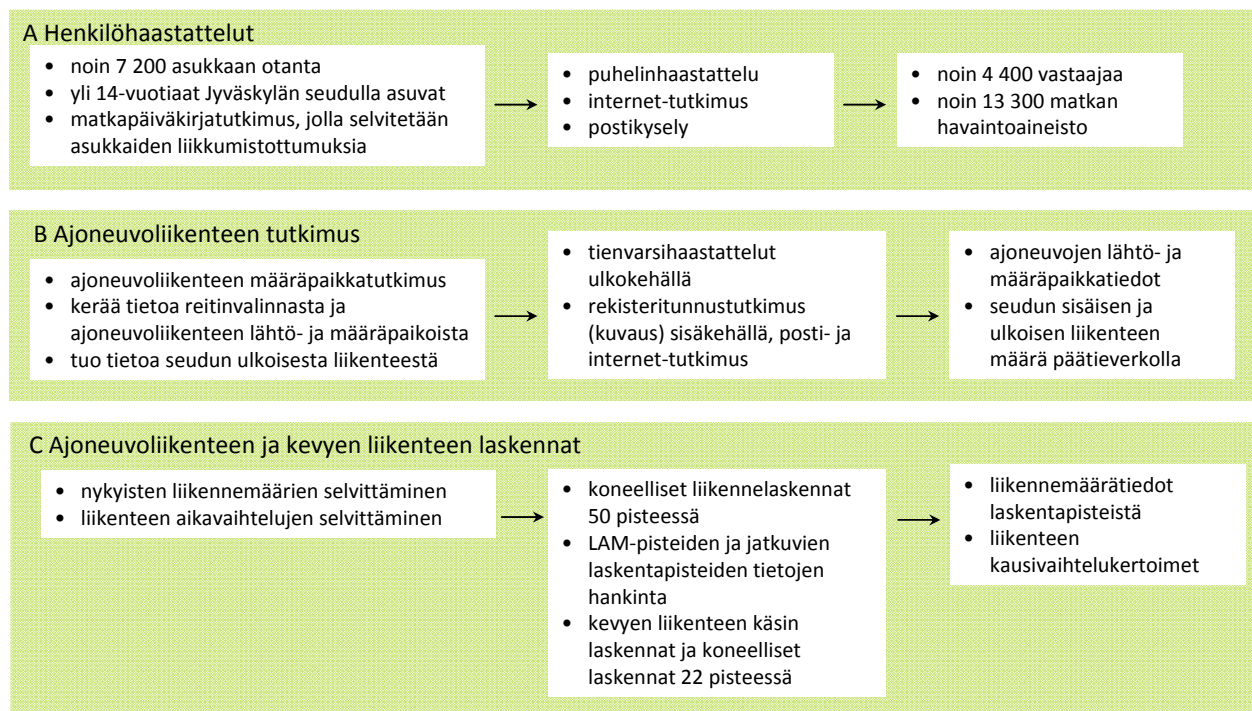 A Henkilöhaastattelut
• noin 7 200 asukkaan otanta
• yli 14-vuotiaat Jyväskylän seudulla asuvat
• matkapäiväkirjatutkimus, jolla selvitetään
asukkaiden liikkumistottumuksia
• puhelinhaastattelu
• internet-tutkimus
• postikysely
• noin 4 400 vastaajaa
• noin 13 300 matkan
havaintoaineisto
B Ajoneuvoliikenteen tutkimus
• ajoneuvoliikenteen määräpaikkatutkimus
• kerää tietoa reitinvalinnasta ja
ajoneuvoliikenteen lähtö- ja määräpaikoista
• tuo tietoa seudun ulkoisesta liikenteestä
• tienvarsihaastattelut
ulkokehällä
• rekisteritunnustutkimus
(kuvaus) sisäkehällä, posti- ja
internet-tutkimus
• ajoneuvojen lähtö- ja
määräpaikkatiedot
• seudun sisäisen ja
ulkoisen liikenteen
määrä päätieverkolla
C Ajoneuvoliikenteen ja kevyen liikenteen laskennat
• nykyisten liikennemäärien selvittäminen
• liikenteen aikavaihtelujen selvittäminen
• koneelliset liikennelaskennat
50 pisteessä
• LAM-pisteiden ja jatkuvien
laskentapisteiden tietojen
hankinta
• kevyen liikenteen käsin
laskennat ja koneelliset
laskennat 22 pisteessä
• liikennemäärätiedot
laskentapisteistä
• liikenteen
kausivaihtelukertoimet